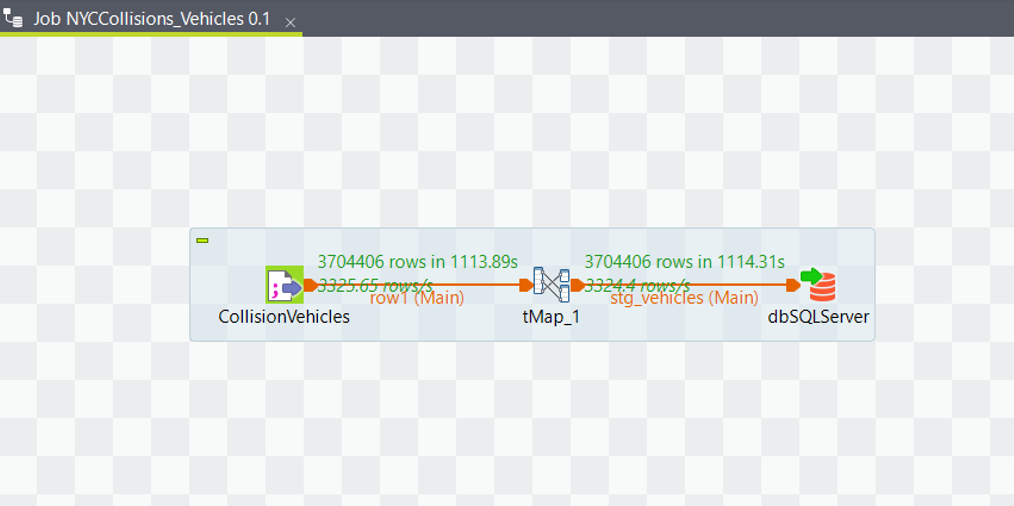 Job NYCCollisions_Vehicles 0.1
3704406 rows in 1113.89s
3325.65 rows/s
row1 (Main)
3704406 rows in 1114.31s
3324.4 rows/s
stg_vehicles (Main)
CollisionVehicles
tMap_1
dbSQLServer